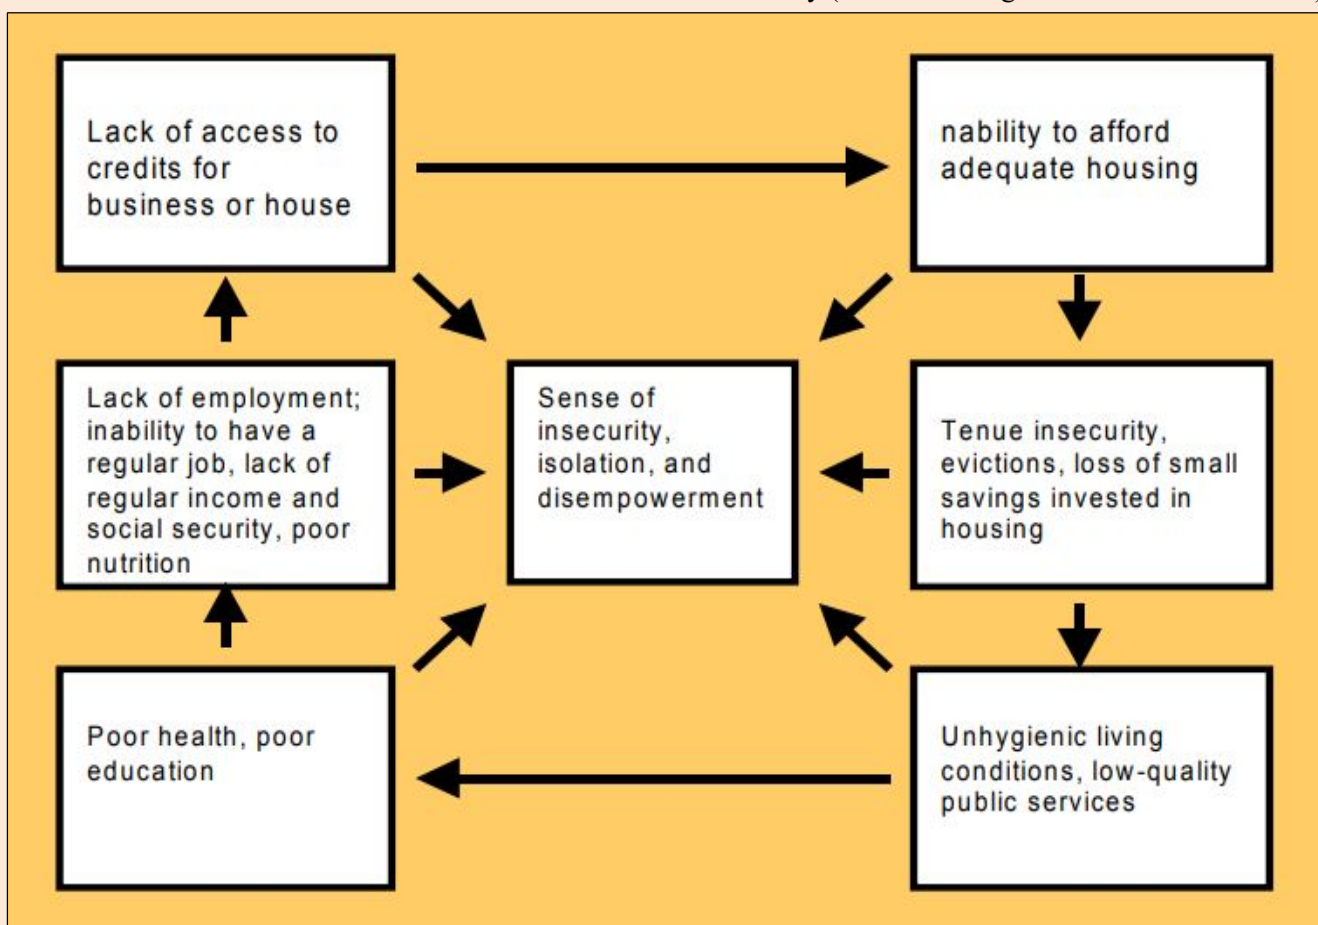 Lack of access to
credits for
business or house
nability to afford
adequate housing
Lack of employment;
inability to have a
regular job, lack of
regular income and
social security, poor
nutrition
Sense of
insecurity,
isolation, and
disempowerment
Tenue insecurity,
evictions, loss of small
savings invested in
housing
Poor health, poor
education
Unhygienic living
conditions, low-quality
public services